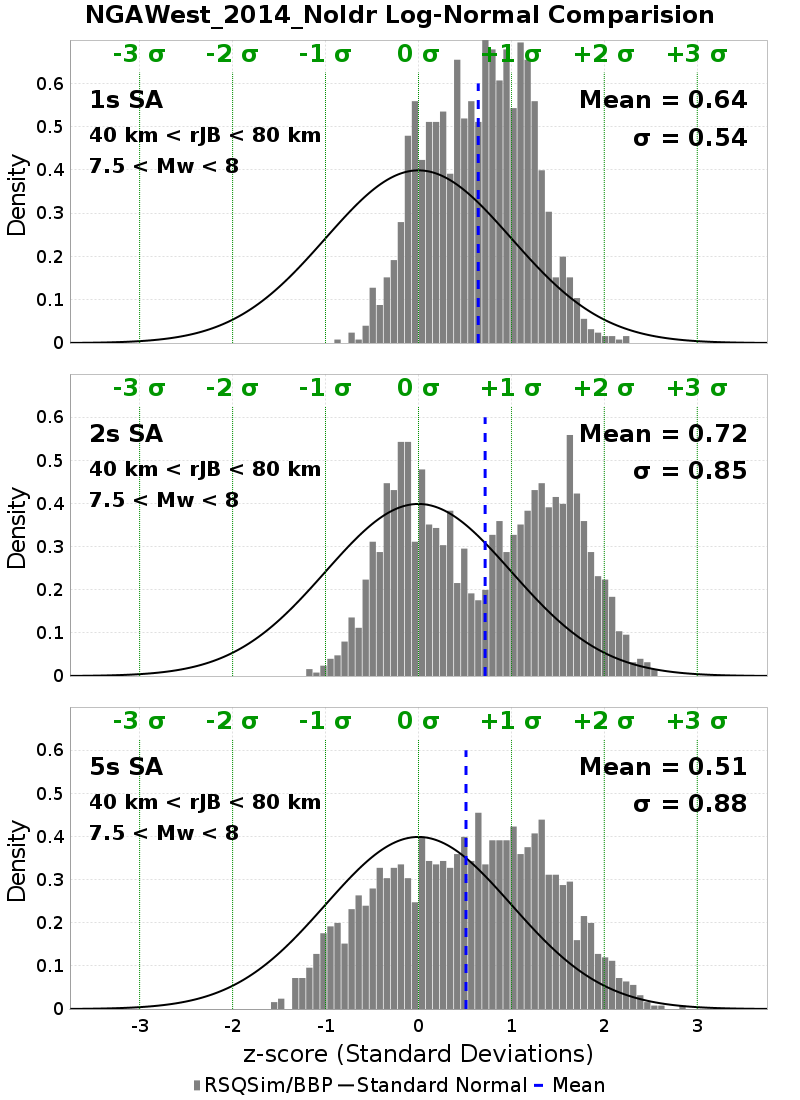 NGAWest_2014_NoIdr Log-Normal Comparision
-3 σ -2 σ -1 σ 0 σ +1 σ +2 σ +3 σ
1s SA
Mean = 0.64
40 km < rJB < 80 km
σ = 0.54
7.5 < Mw < 8
Density
0.6
0.5
0.4
0.3
0.2
0.1
0
-3 σ -2 σ -1 σ 0 σ +1 σ +2 σ +3 σ
2s SA
Mean = 0.72
40 km < rJB < 80 km
σ = 0.85
7.5 < Mw < 8
Density
0.6
0.5
0.4
0.3
0.2
0.1
0
-3 σ -2 σ -1 σ 0 σ +1 σ +2 σ +3 σ
5s SA
Mean = 0.51
40 km < rJB < 80 km
σ = 0.88
7.5 < Mw < 8
Density
0.6
0.5
0.4
0.3
0.2
0.1
0
-3 -2 -1 0 1 2 3
z-score (Standard Deviations)
RSQSim/BBP Standard Normal Mean